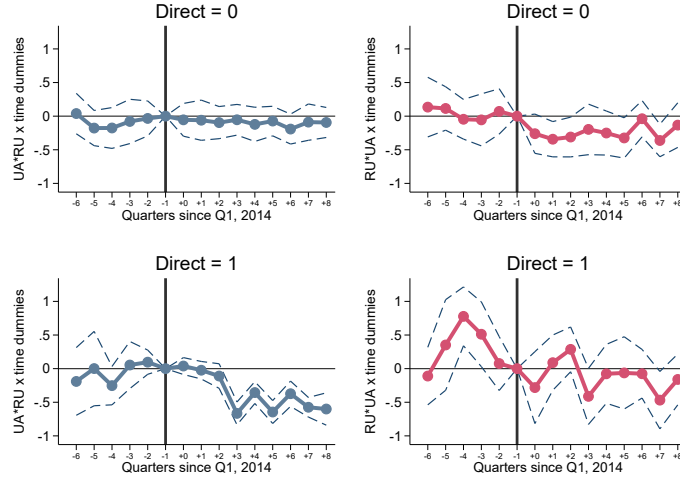 Direct = 0
UA*RU x time dummies
1
.5
0
-.5
-1
-6 -5 -4 -3 -2 -1 +0 +1 +2 +3 +4 +5 +6 +7 +8
Quarters since Q1, 2014
Direct = 0
RU*UA x time dummies
1
.5
0
-.5
-1
-6 -5 -4 -3 -2 -1 +0 +1 +2 +3 +4 +5 +6 +7 +8
Quarters since Q1, 2014
Direct = 1
UA*RU x time dummies
1
.5
0
-.5
-1
-6 -5 -4 -3 -2 -1 +0 +1 +2 +3 +4 +5 +6 +7 +8
Quarters since Q1, 2014
Direct = 1
RU*UA x time dummies
1
.5
0
-.5
-1
-6 -5 -4 -3 -2 -1 +0 +1 +2 +3 +4 +5 +6 +7 +8
Quarters since Q1, 2014